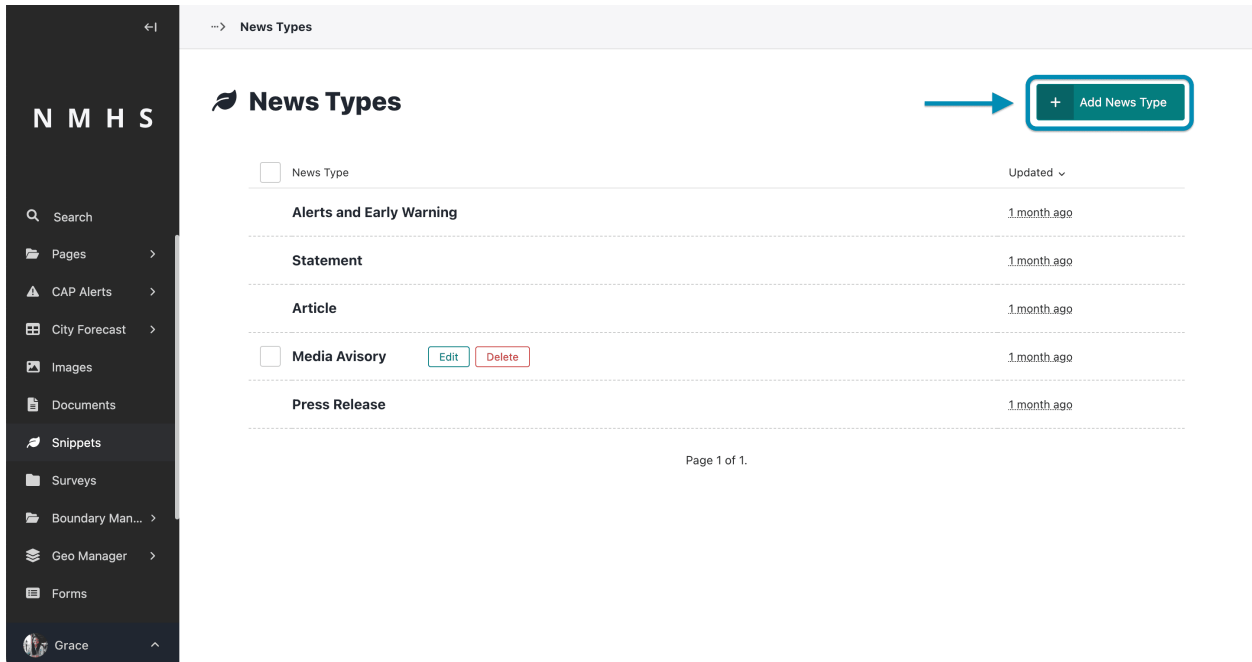 News Types
N M H S
Search
Pages
CAP Alerts
City Forecast
Images
Documents
Snippets
Surveys
Boundary Man...
Geo Manager
Forms
Grace
News Types
+ Add News Type
News Type Updated
Alerts and Early Warning 1 month ago
Statement 1 month ago
Article 1 month ago
Media Avisory Edit Delete 1 month ago
Press Release 1 month ago
Page 1 of 1.